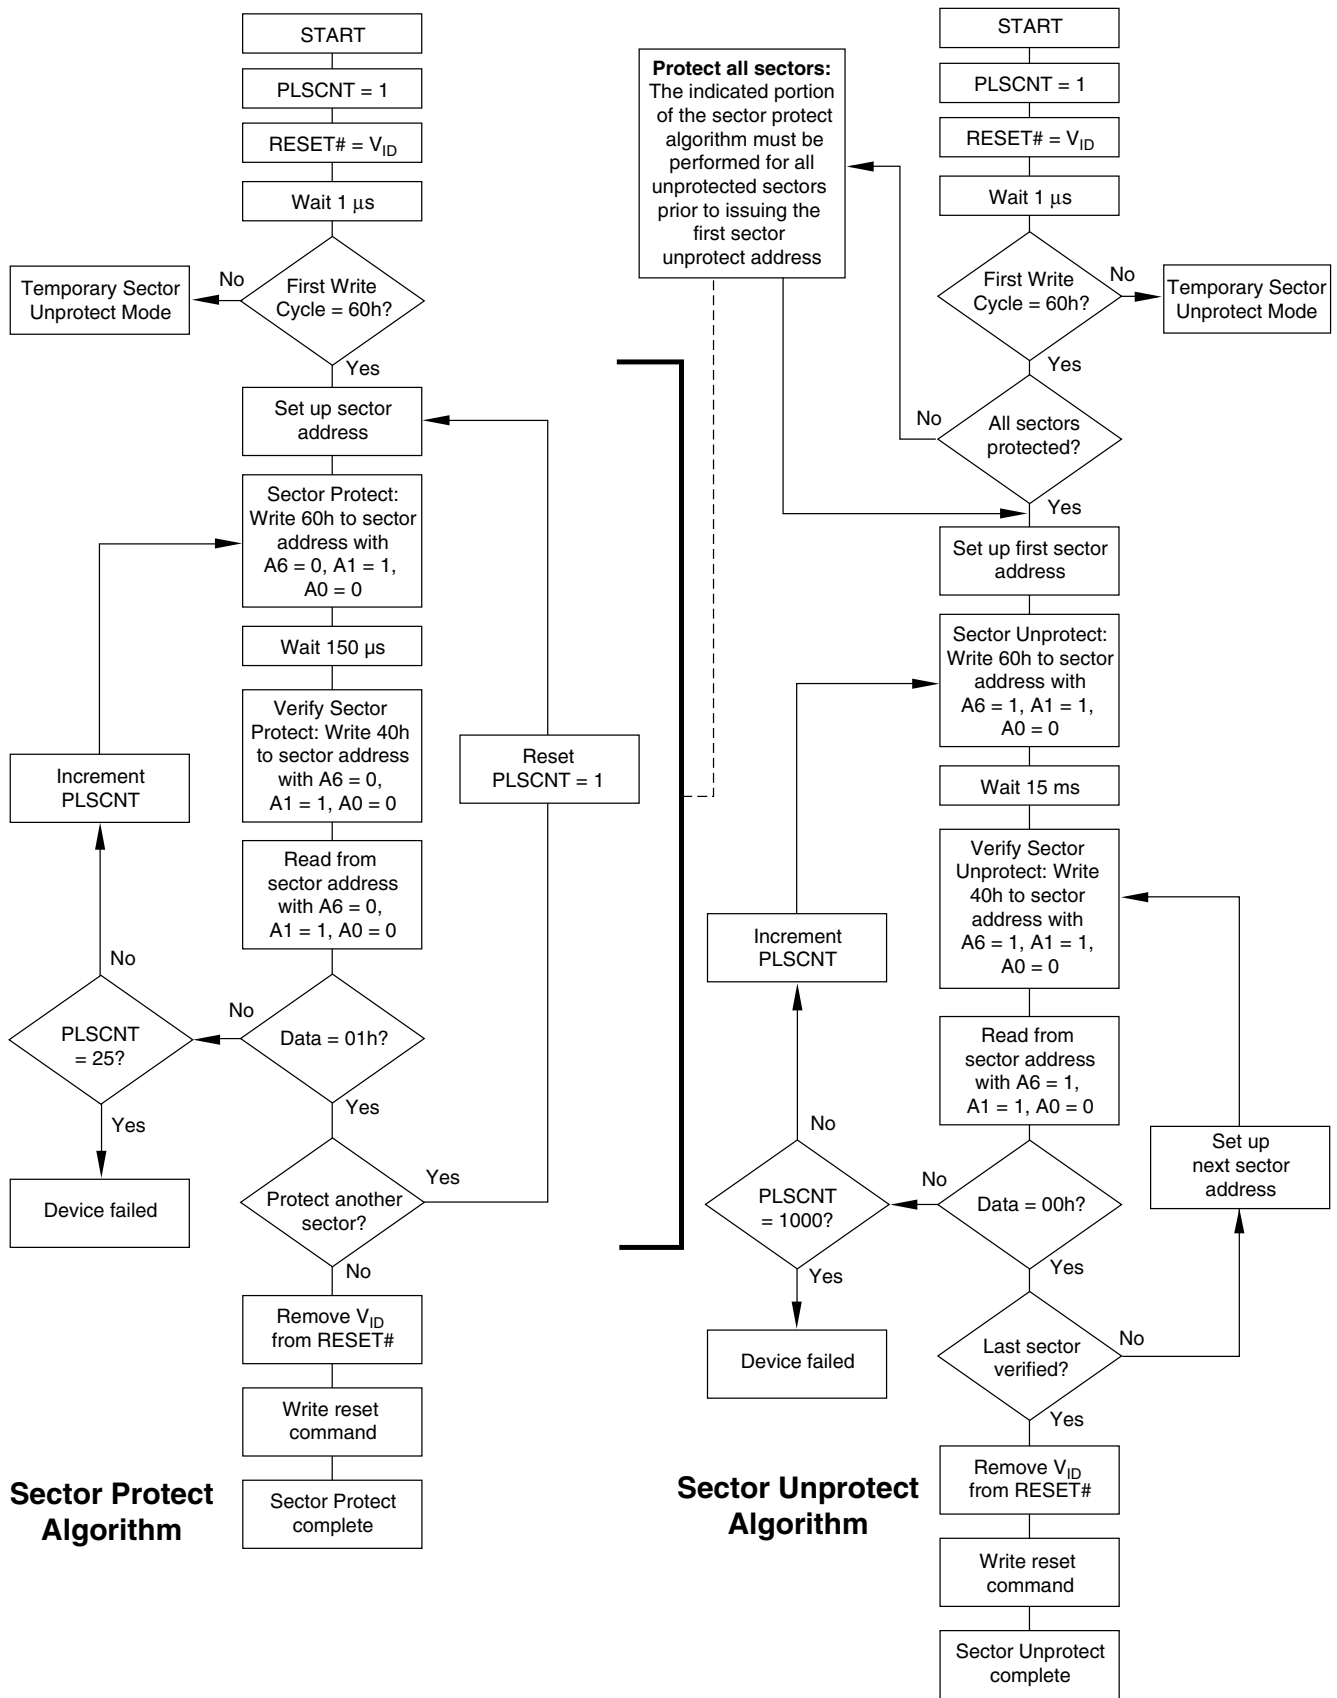 START
PLSCNT = 1
RESET# = VID
Wait 1 μs
First Write
Cycle = 60h?
No
Temporary Sector
Unprotect Mode
Yes
Set up sector
address
Sector Protect:
Write 60h to sector
address with
A6 = 0, A1 = 1,
A0 = 0
Wait 150 µs
Verify Sector
Protect: Write 40h
to sector address
with A6 = 0,
A1 = 1, A0 = 0
Reset
PLSCNT = 1
Increment
PLSCNT
Read from
sector address
with A6 = 0,
A1 = 1, A0 = 0
No
PLSCNT
= 25?
No
Data = 01h?
Yes
Yes
Device failed
Protect another
sector?
Yes
No
Remove VID
from RESET#
Write reset
command
Sector Protect
complete
Sector Protect
Algorithm
Protect all sectors:
The indicated portion
of the sector protect
algorithm must be
performed for all
unprotected sectors
prior to issuing the
first sector
unprotect address
START
PLSCNT = 1
RESET# = VID
Wait 1 μs
First Write
Cycle = 60h?
No
Temporary Sector
Unprotect Mode
Yes
No
All sectors
protected?
Yes
Set up first sector
address
Sector Unprotect:
Write 60h to sector
address with
A6 = 1, A1 = 1,
A0 = 0
Wait 15 ms
Verify Sector
Unprotect: Write
40h to sector
address with
A6 = 1, A1 = 1,
A0 = 0
Increment
PLSCNT
Read from
sector address
with A6 = 1,
A1 = 1, A0 = 0
No
PLSCNT
= 1000?
No
Data = 00h?
Set up
next sector
address
Yes
Yes
Device failed
Last sector
verified?
No
Yes
Remove VID
from RESET#
Write reset
command
Sector Unprotect
complete
Sector Unprotect
Algorithm